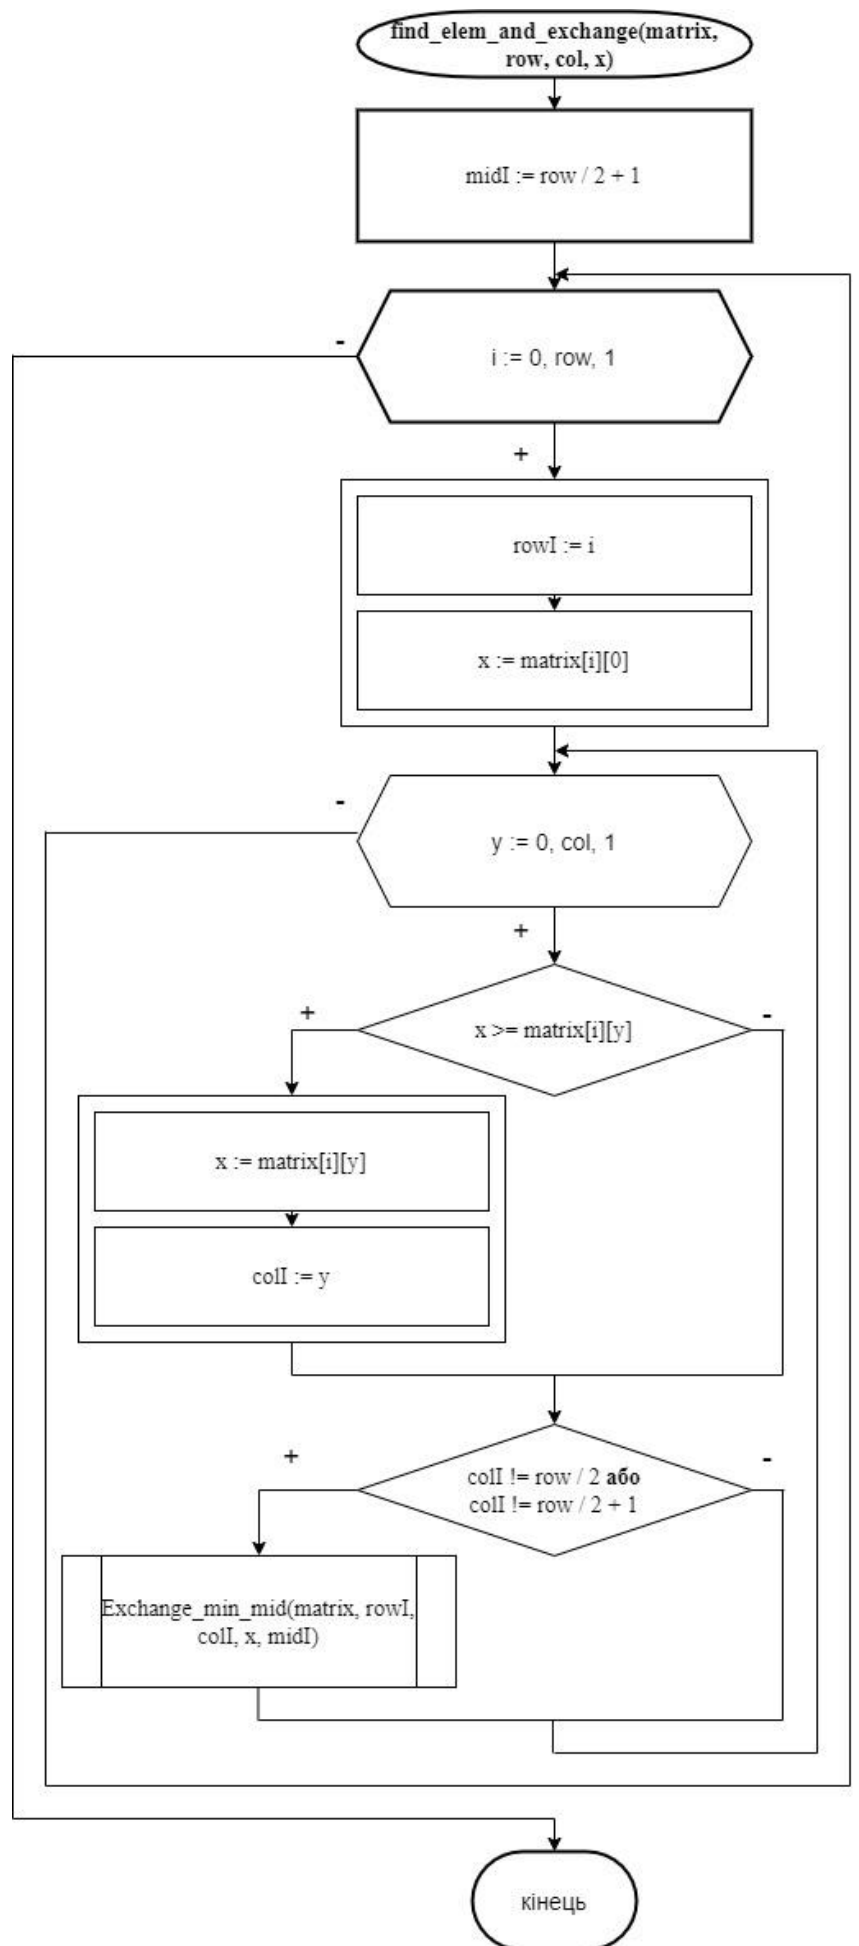 find_elem_and_exchange(matrix,
row, col, x)
midI := row / 2 + 1
-
i := 0, row, 1
+
rowI := i
x := matrix[i][0]
-
y := 0, col, 1
+
+
-
x >= matrix[i][y]
x := matrix[i][y]
colI := y
+
-
colI != row / 2 або
colI != row / 2 + 1
Exchange_min_mid(matrix, rowI,
colI, x, midI)
кінець